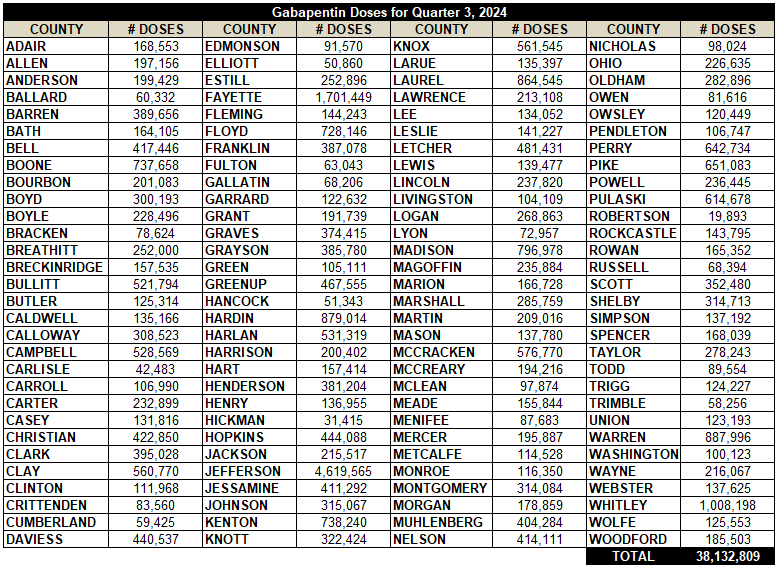 Gabapentin Doses for Quarter 3, 2024
COUNTY # DOSES COUNTY # DOSES COUNTY # DOSES COUNTY # DOSES
ADAIR 168,553 EDMONSON 91,570 KNOX 561,545 NICHOLAS 98,024
ALLEN 197,156 ELLIOTT 50,860 LARUE 135,397 OHIO 226,635
ANDERSON 199,429 ESTILL 252,896 LAUREL 864,545 OLDHAM 282,896
BALLARD 60,332 FAYETTE 1,701,449 LAWRENCE 213,108 OWEN 81,616
BARREN 389,656 FLEMING 144,243 LEE 134,052 OWSLEY 120,449
BATH 164,105 FLOYD 728,146 LESLIE 141,227 PENDLETON 106,747
BELL 417,446 FRANKLIN 387,078 LETCHER 481,431 PERRY 642,734
BOONE 737,658 FULTON 63,043 LEWIS 139,477 PIKE 651,083
BOURBON 201,083 GALLATIN 68,206 LINCOLN 237,820 POWELL 236,445
BOYD 300,193 GARRARD 122,632 LIVINGSTON 104,109 PULASKI 614,678
BOYLE 228,496 GRANT 191,739 LOGAN 268,863 ROBERTSON 19,893
BRACKEN 78,624 GRAVES 374,415 LYON 72,957 ROCKCASTLE 143,795
BREATHITT 252,000 GRAYSON 385,780 MADISON 796,978 ROWAN 165,352
BRECKINRIDGE 157,535 GREEN 105,111 MAGOFFIN 235,884 RUSSELL 68,394
BULLITT 521,794 GREENUP 467,555 MARION 166,728 SCOTT 352,480
BUTLER 125,314 HANCOCK 51,343 MARSHALL 285,759 SHELBY 314,713
CALDWELL 135,166 HARDIN 879,014 MARTIN 209,016 SIMPSON 137,192
CALLOWAY 308,523 HARLAN 531,319 MASON 137,780 SPENCER 168,039
CAMPBELL 528,569 HARRISON 200,402 MCCRACKEN 576,770 TAYLOR 278,243
CARLISLE 42,483 HART 157,414 MCCREARY 194,216 TODD 89,554
CARROLL 106,990 HENDERSON 381,204 MCLEAN 97,874 TRIGG 124,227
CARTER 232,899 HENRY 136,955 MEADE 155,844 TRIMBLE 58,256
CASEY 131,816 HICKMAN 31,415 MENIFEE 87,683 UNION 123,193
CHRISTIAN 422,850 HOPKINS 444,088 MERCER 195,887 WARREN 887,996
CLARK 395,028 JACKSON 215,517 METCALFE 114,528 WASHINGTON 100,123
CLAY 560,770 JEFFERSON 4,619,565 MONROE 116,350 WAYNE 216,067
CLINTON 111,968 JESSAMINE 411,292 MONTGOMERY 314,084 WEBSTER 137,625
CRITTENDEN 83,560 JOHNSON 315,067 MORGAN 178,859 WHITLEY 1,008,198
CUMBERLAND 59,425 KENTON 738,240 MUHLENBERG 404,284 WOLFE 125,553
DAVIESS 440,537 KNOTT 322,424 NELSON 414,111 WOODFORD 185,503
TOTAL 38,132,809